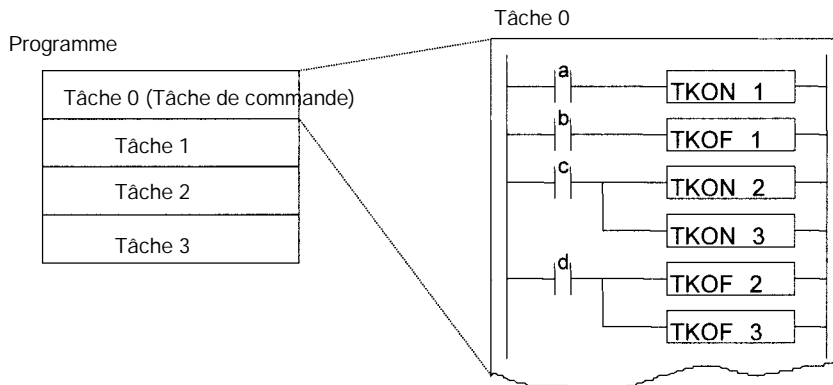 Programme
Tâche 0 (Tâche de commande)
Tâche 1
Tâche 2
Tâche 3
Tâche 0
a
TKON 1
b
TKOF 1
c
TKON 2
TKON 3
d
TKOF 2
TKOF 3